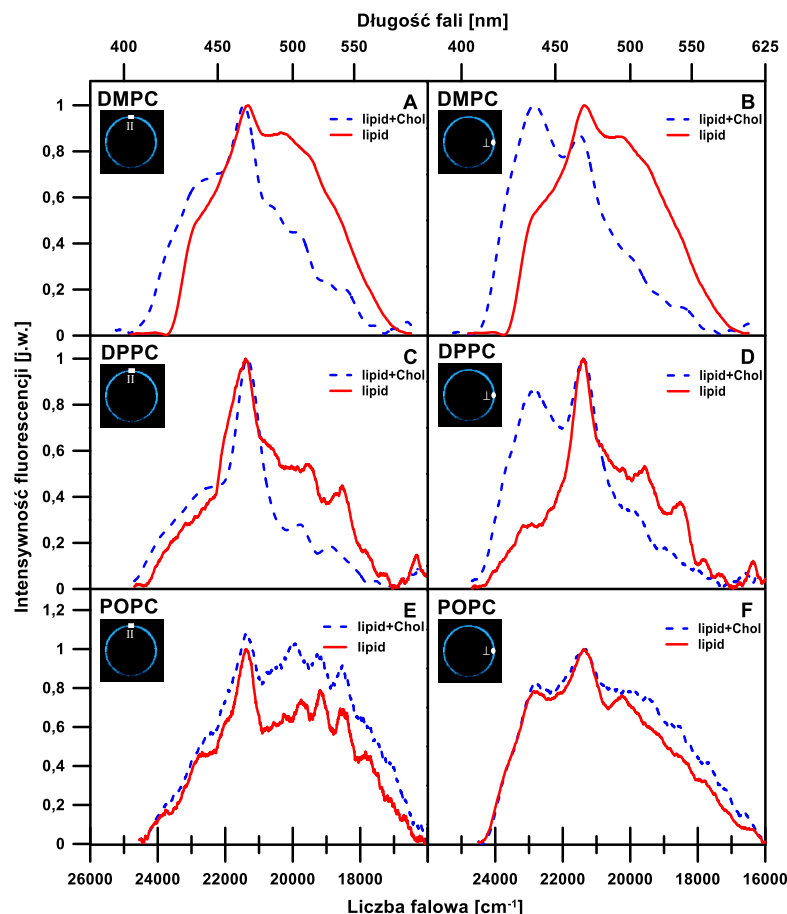 Długość fali [nm]
400 450 500 550 400 450 500 550 625
DMPC A
II
lipid+Chol
lipid
1
0,8
0,6
0,4
0,2
0
DMPC B
⊥
lipid+Chol
lipid
Intensywność fluorescencji [j.w.]
DPPC C
II
lipid+Chol
lipid
1
0,8
0,6
0,4
0,2
0
DPPC D
⊥
lipid+Chol
lipid
POPC E
II
lipid+Chol
lipid
1,2
1
0,8
0,6
0,4
0,2
0
POPC F
⊥
lipid+Chol
lipid
26000 24000 22000 20000 18000 24000 22000 20000 18000 16000
Liczba falowa [cm⁻¹]